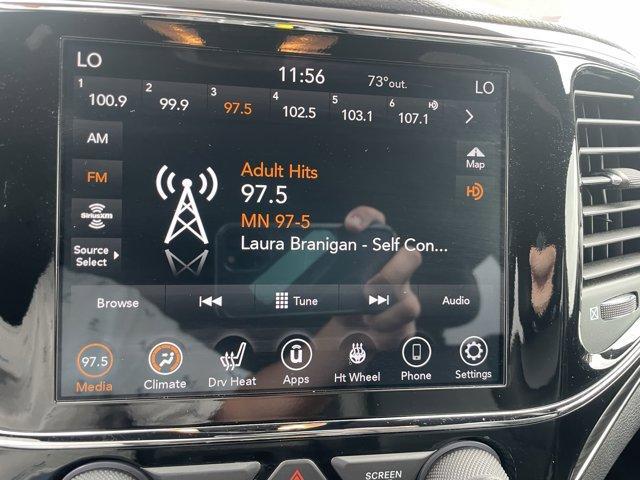 LO
11:56
73°out.
LO
1 100.9
2 99.9
3 97.5
4 102.5
5 103.1
6 107.1 HD
AM
FM
SiriusXM
Source
Select
Adult Hits
97.5
MN 97-5
Laura Branigan - Self Con...
Map
HD
Browse
Tune
Audio
97.5
Media
Climate
Drv Heat
Apps
Ht Wheel
Phone
Settings
SCREEN